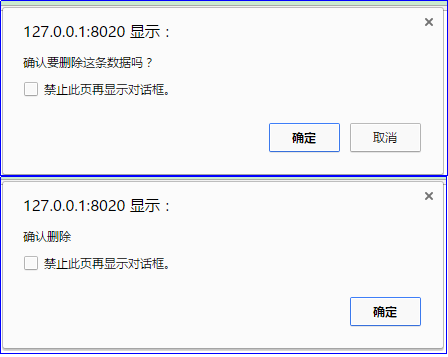 127.0.0.1:8020 显示：
确认要删除这条数据吗？
禁止此页再显示对话框。
确定 取消
127.0.0.1:8020 显示：
确认删除
禁止此页再显示对话框。
确定